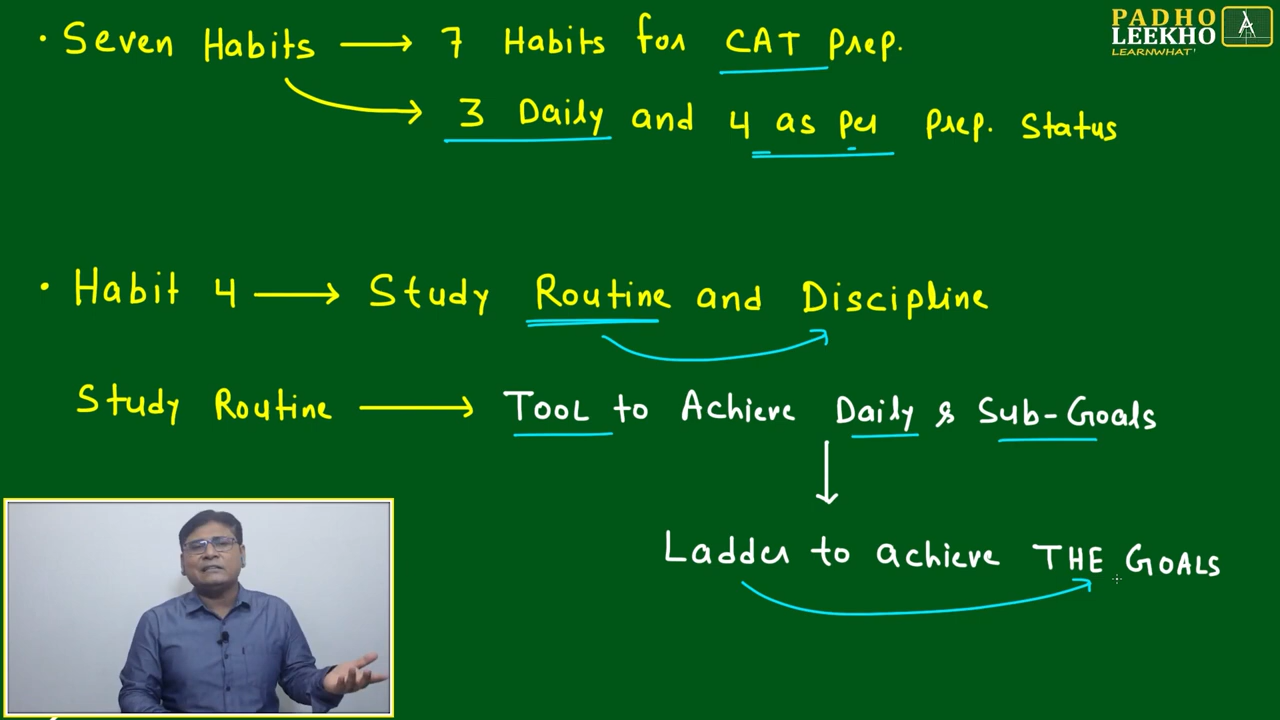 • Seven Habits → 7 Habits for CAT Prep.
→ 3 Daily and 4 as per Prep. Status
• Habit 4 → Study Routine and Discipline
Study Routine → TOOL to Achieve Daily & Sub-Goals
↓
Ladder to achieve THE GOALS
PADHO
LEEKHO
LEARNWHAT'